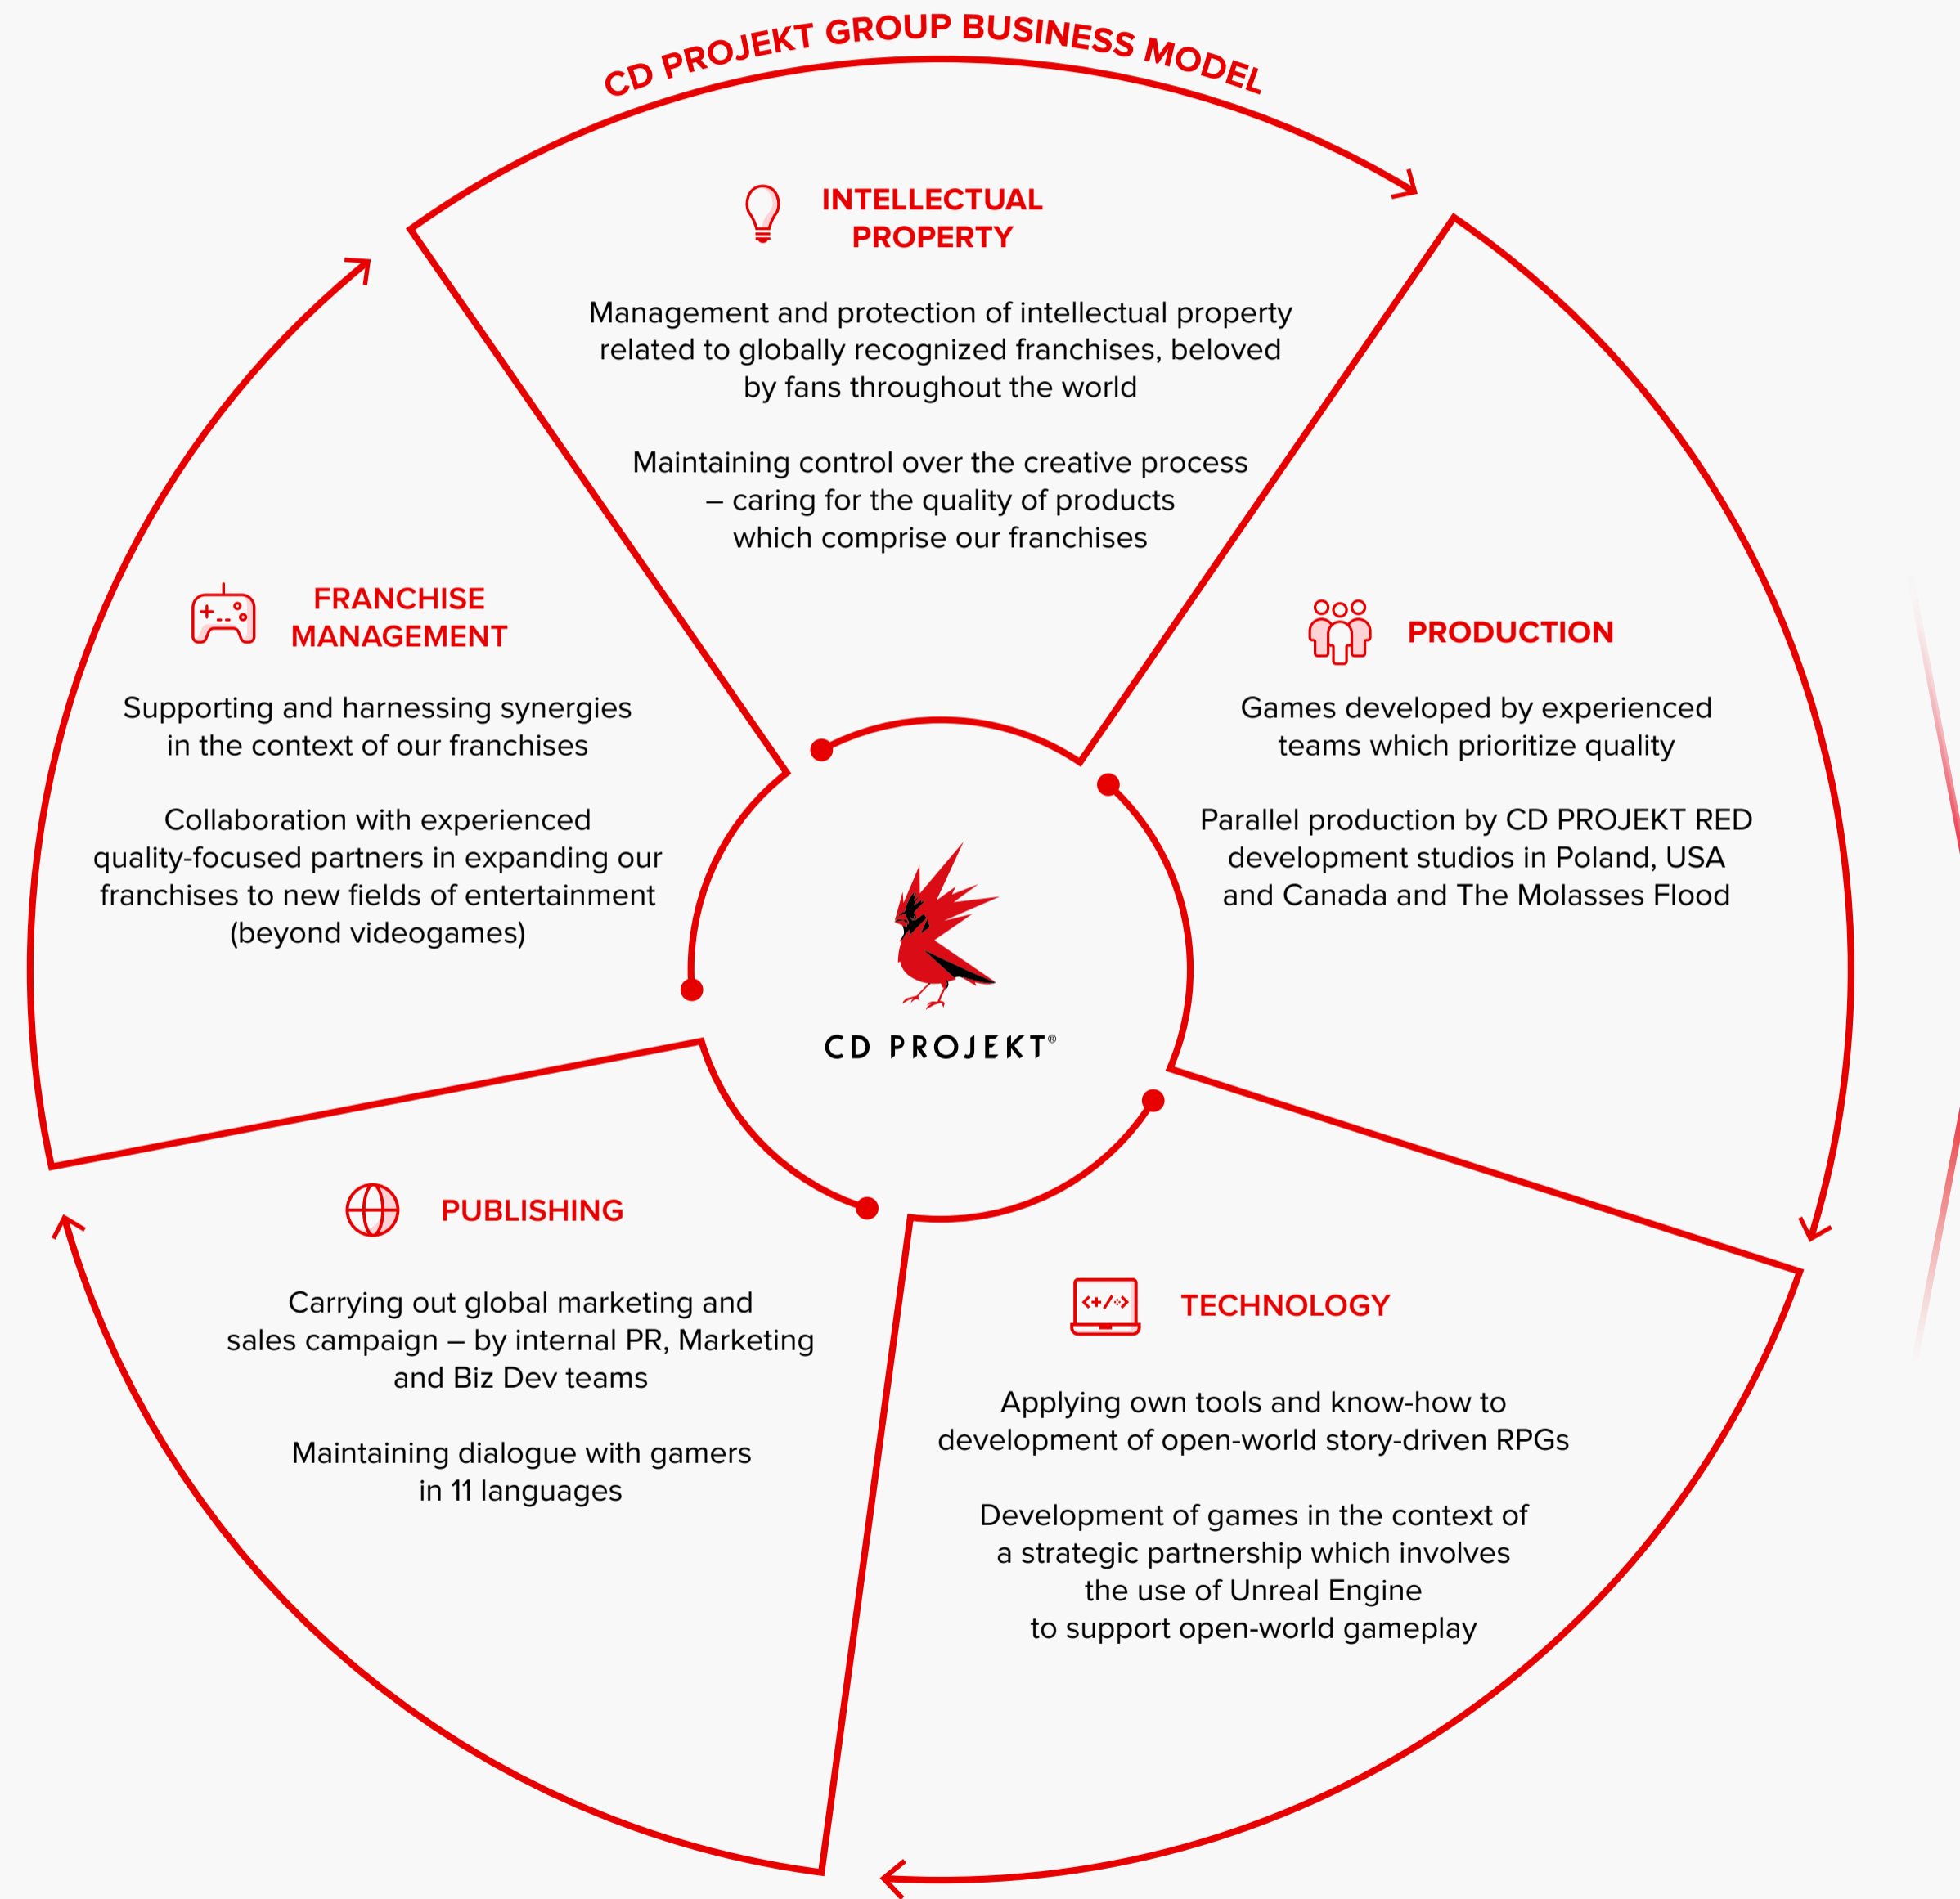 CD PROJEKT GROUP BUSINESS MODEL
INTELLECTUAL
PROPERTY
Management and protection of intellectual property
related to globally recognized franchises, beloved
by fans throughout the world
Maintaining control over the creative process
– caring for the quality of products
which comprise our franchises
PRODUCTION
Games developed by experienced
teams which prioritize quality
Parallel production by CD PROJEKT RED
development studios in Poland, USA
and Canada and The Molasses Flood
TECHNOLOGY
Applying own tools and know-how to
development of open-world story-driven RPGs
Development of games in the context of
a strategic partnership which involves
the use of Unreal Engine
to support open-world gameplay
PUBLISHING
Carrying out global marketing and
sales campaign – by internal PR, Marketing
and Biz Dev teams
Maintaining dialogue with gamers
in 11 languages
FRANCHISE
MANAGEMENT
Supporting and harnessing synergies
in the context of our franchises
Collaboration with experienced
quality-focused partners in expanding our
franchises to new fields of entertainment
(beyond videogames)
CD PROJEKT®